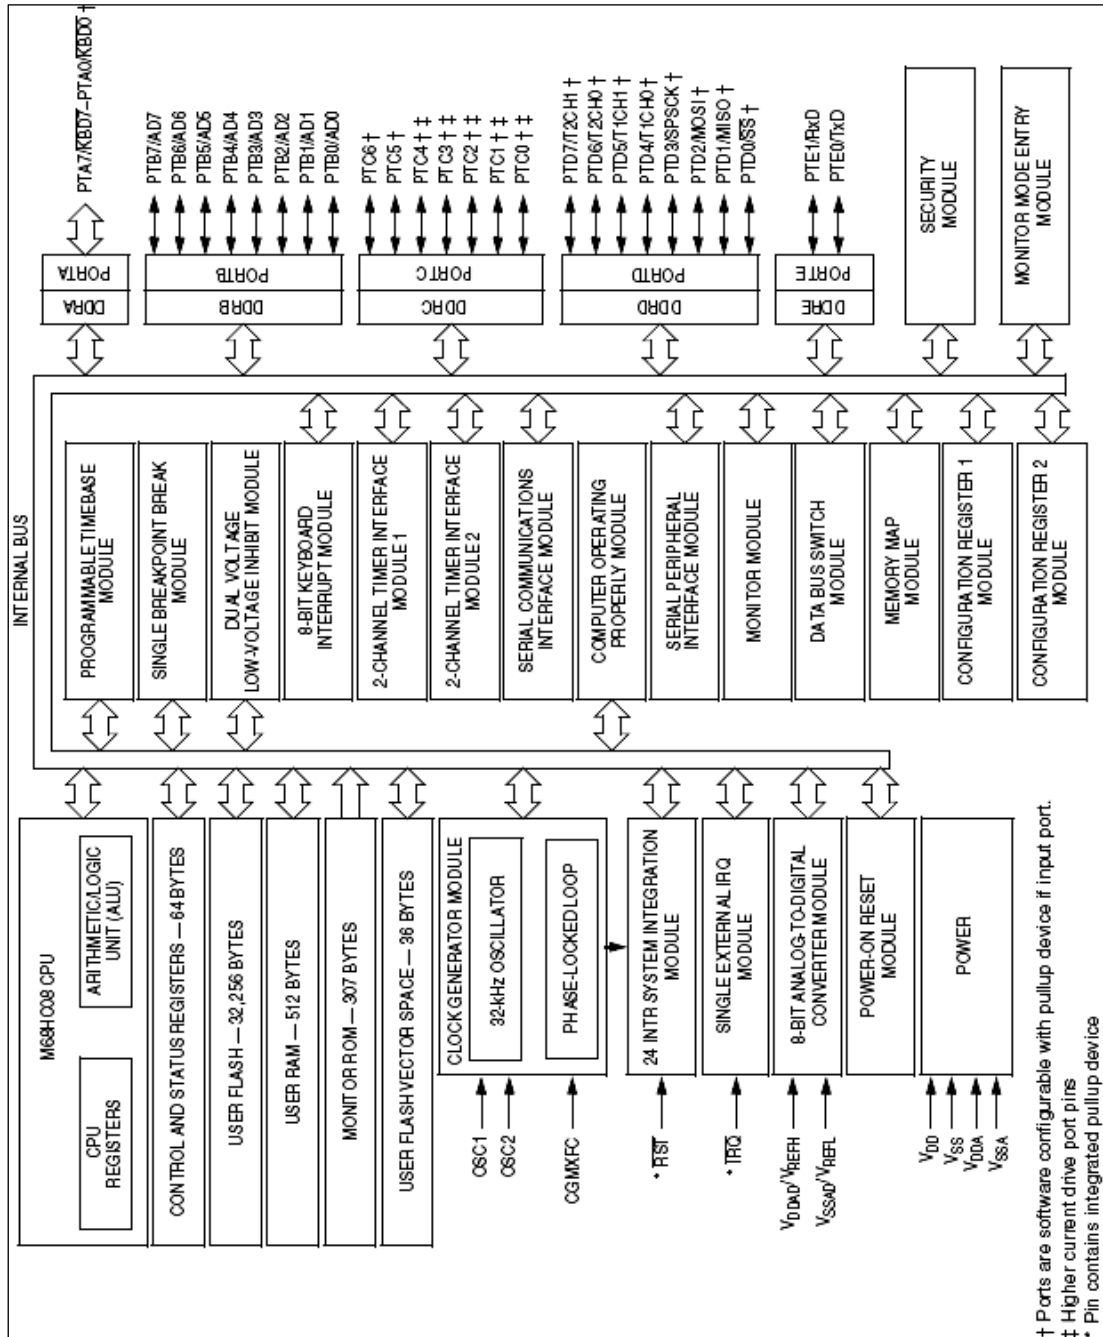 INTERNAL BUS
M68HC08 CPU
CPU
REGISTERS
ARITHMETIC/LOGIC
UNIT (ALU)
CONTROL AND STATUS REGISTERS — 64 BYTES
USER FLASH — 32,256 BYTES
USER RAM — 512 BYTES
MONITOR ROM — 307 BYTES
USER FLASH VECTOR SPACE — 36 BYTES
CLOCK GENERATOR MODULE
32-kHz OSCILLATOR
PHASE-LOCKED LOOP
OSC1
OSC2
CGMXFC
24 INTR SYSTEM INTEGRATION
MODULE
* RST
SINGLE EXTERNAL IRQ
MODULE
* IRQ
8-BIT ANALOG-TO-DIGITAL
CONVERTER MODULE
VDDAD/VREFH
VSSAD/VREFL
POWER-ON RESET
MODULE
POWER
VDD
VSS
VDDA
VSSA
PROGRAMMABLE TIMEBASE
MODULE
SINGLE BREAKPOINT BREAK
MODULE
DUAL VOLTAGE
LOW-VOLTAGE INHIBIT MODULE
8-BIT KEYBOARD
INTERRUPT MODULE
2-CHANNEL TIMER INTERFACE
MODULE 1
2-CHANNEL TIMER INTERFACE
MODULE 2
SERIAL COMMUNICATIONS
INTERFACE MODULE
COMPUTER OPERATING
PROPERLY MODULE
SERIAL PERIPHERAL
INTERFACE MODULE
MONITOR MODULE
DATA BUS SWITCH
MODULE
MEMORY MAP
MODULE
CONFIGURATION REGISTER 1
MODULE
CONFIGURATION REGISTER 2
MODULE
DDRA
PORTA
PTA7/KBD7–PTA0/KBD0 †
DDRB
PORTB
PTB7/AD7
PTB6/AD6
PTB5/AD5
PTB4/AD4
PTB3/AD3
PTB2/AD2
PTB1/AD1
PTB0/AD0
DDRC
PORTC
PTC6 †
PTC5 †
PTC4 † ‡
PTC3 † ‡
PTC2 † ‡
PTC1 † ‡
PTC0 † ‡
DDRD
PORTD
PTD7/T2CH1 †
PTD6/T2CH0 †
PTD5/T1CH1 †
PTD4/T1CH0 †
PTD3/SPSCK †
PTD2/MOSI †
PTD1/MISO †
PTD0/SS †
DDRE
PORTE
PTE1/RxD
PTE0/TxD
SECURITY
MODULE
MONITOR MODE ENTRY
MODULE
† Ports are software configurable with pullup device if input port.
‡ Higher current drive port pins
* Pin contains integrated pullup device